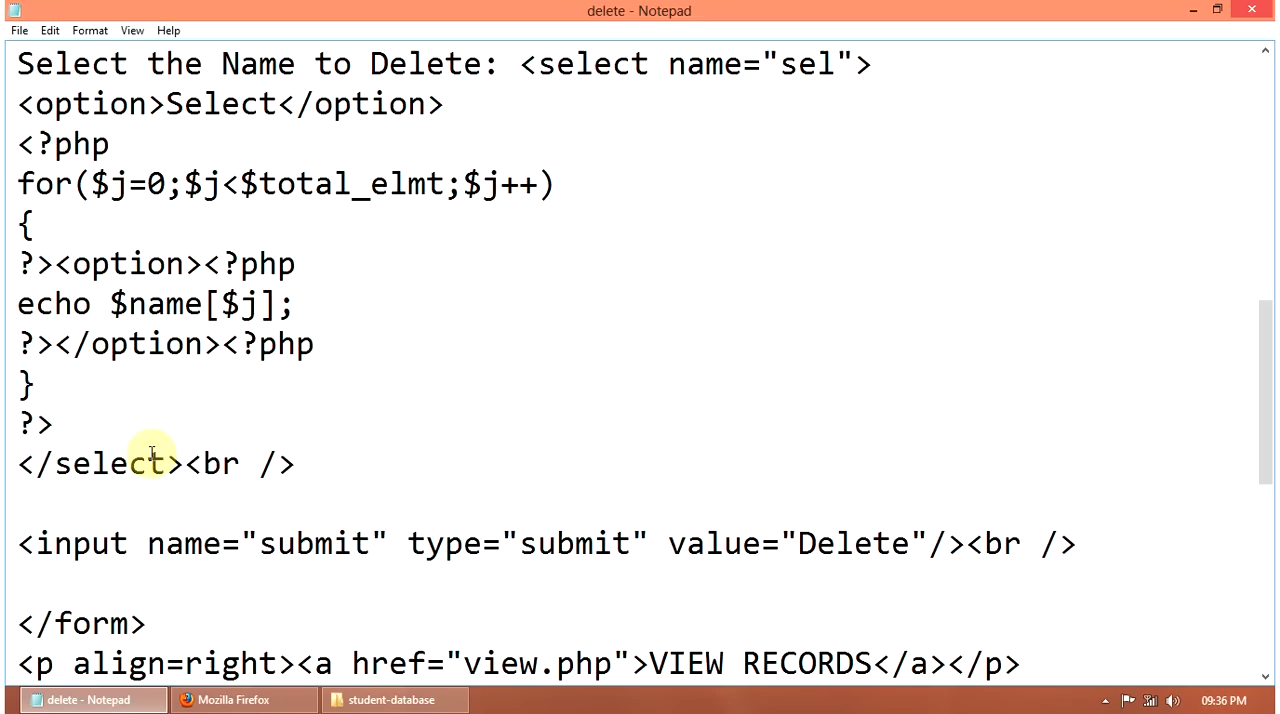 delete - Notepad
File Edit Format View Help
Select the Name to Delete: <select name="sel">
<option>Select</option>
<?php
for($j=0;$j<$total_elmt;$j++)
{
?><option><?php
echo $name[$j];
?></option><?php
}
?>
</select><br />
<input name="submit" type="submit" value="Delete"/><br />
</form>
<p align=right><a href="view.php">VIEW RECORDS</a></p>
delete - Notepad Mozilla Firefox student-database 09:36 PM